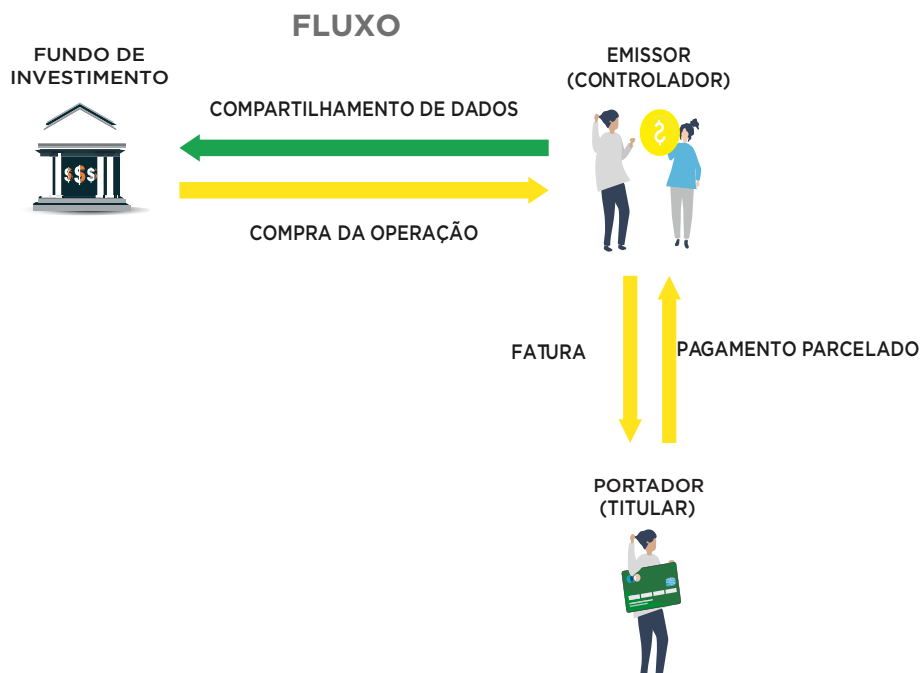 FLUXO
FUNDO DE
INVESTIMENTO
EMISSOR
(CONTROLADOR)
COMPARTILHAMENTO DE DADOS
$$$
COMPRA DA OPERAÇÃO
FATURA
PAGAMENTO PARCELADO
PORTADOR
(TITULAR)